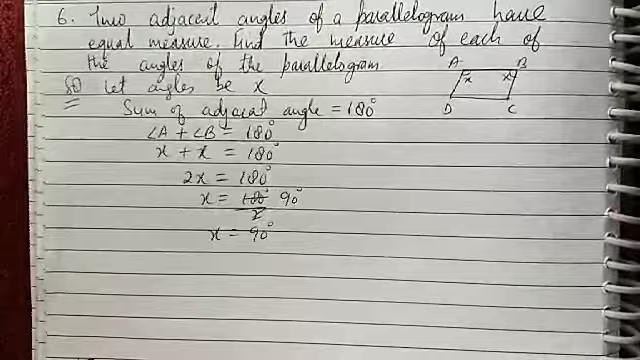 6. Two adjacent angles of a parallelogram have
equal measure. Find the measure of each of
the angles of the parallelogram
Sol Let angles be x
Sum of adjacent angle = 180°
∠A + ∠B = 180°
x + x = 180°
2x = 180°
x = 180° 90°
2
x = 90°
A B
x x
D C